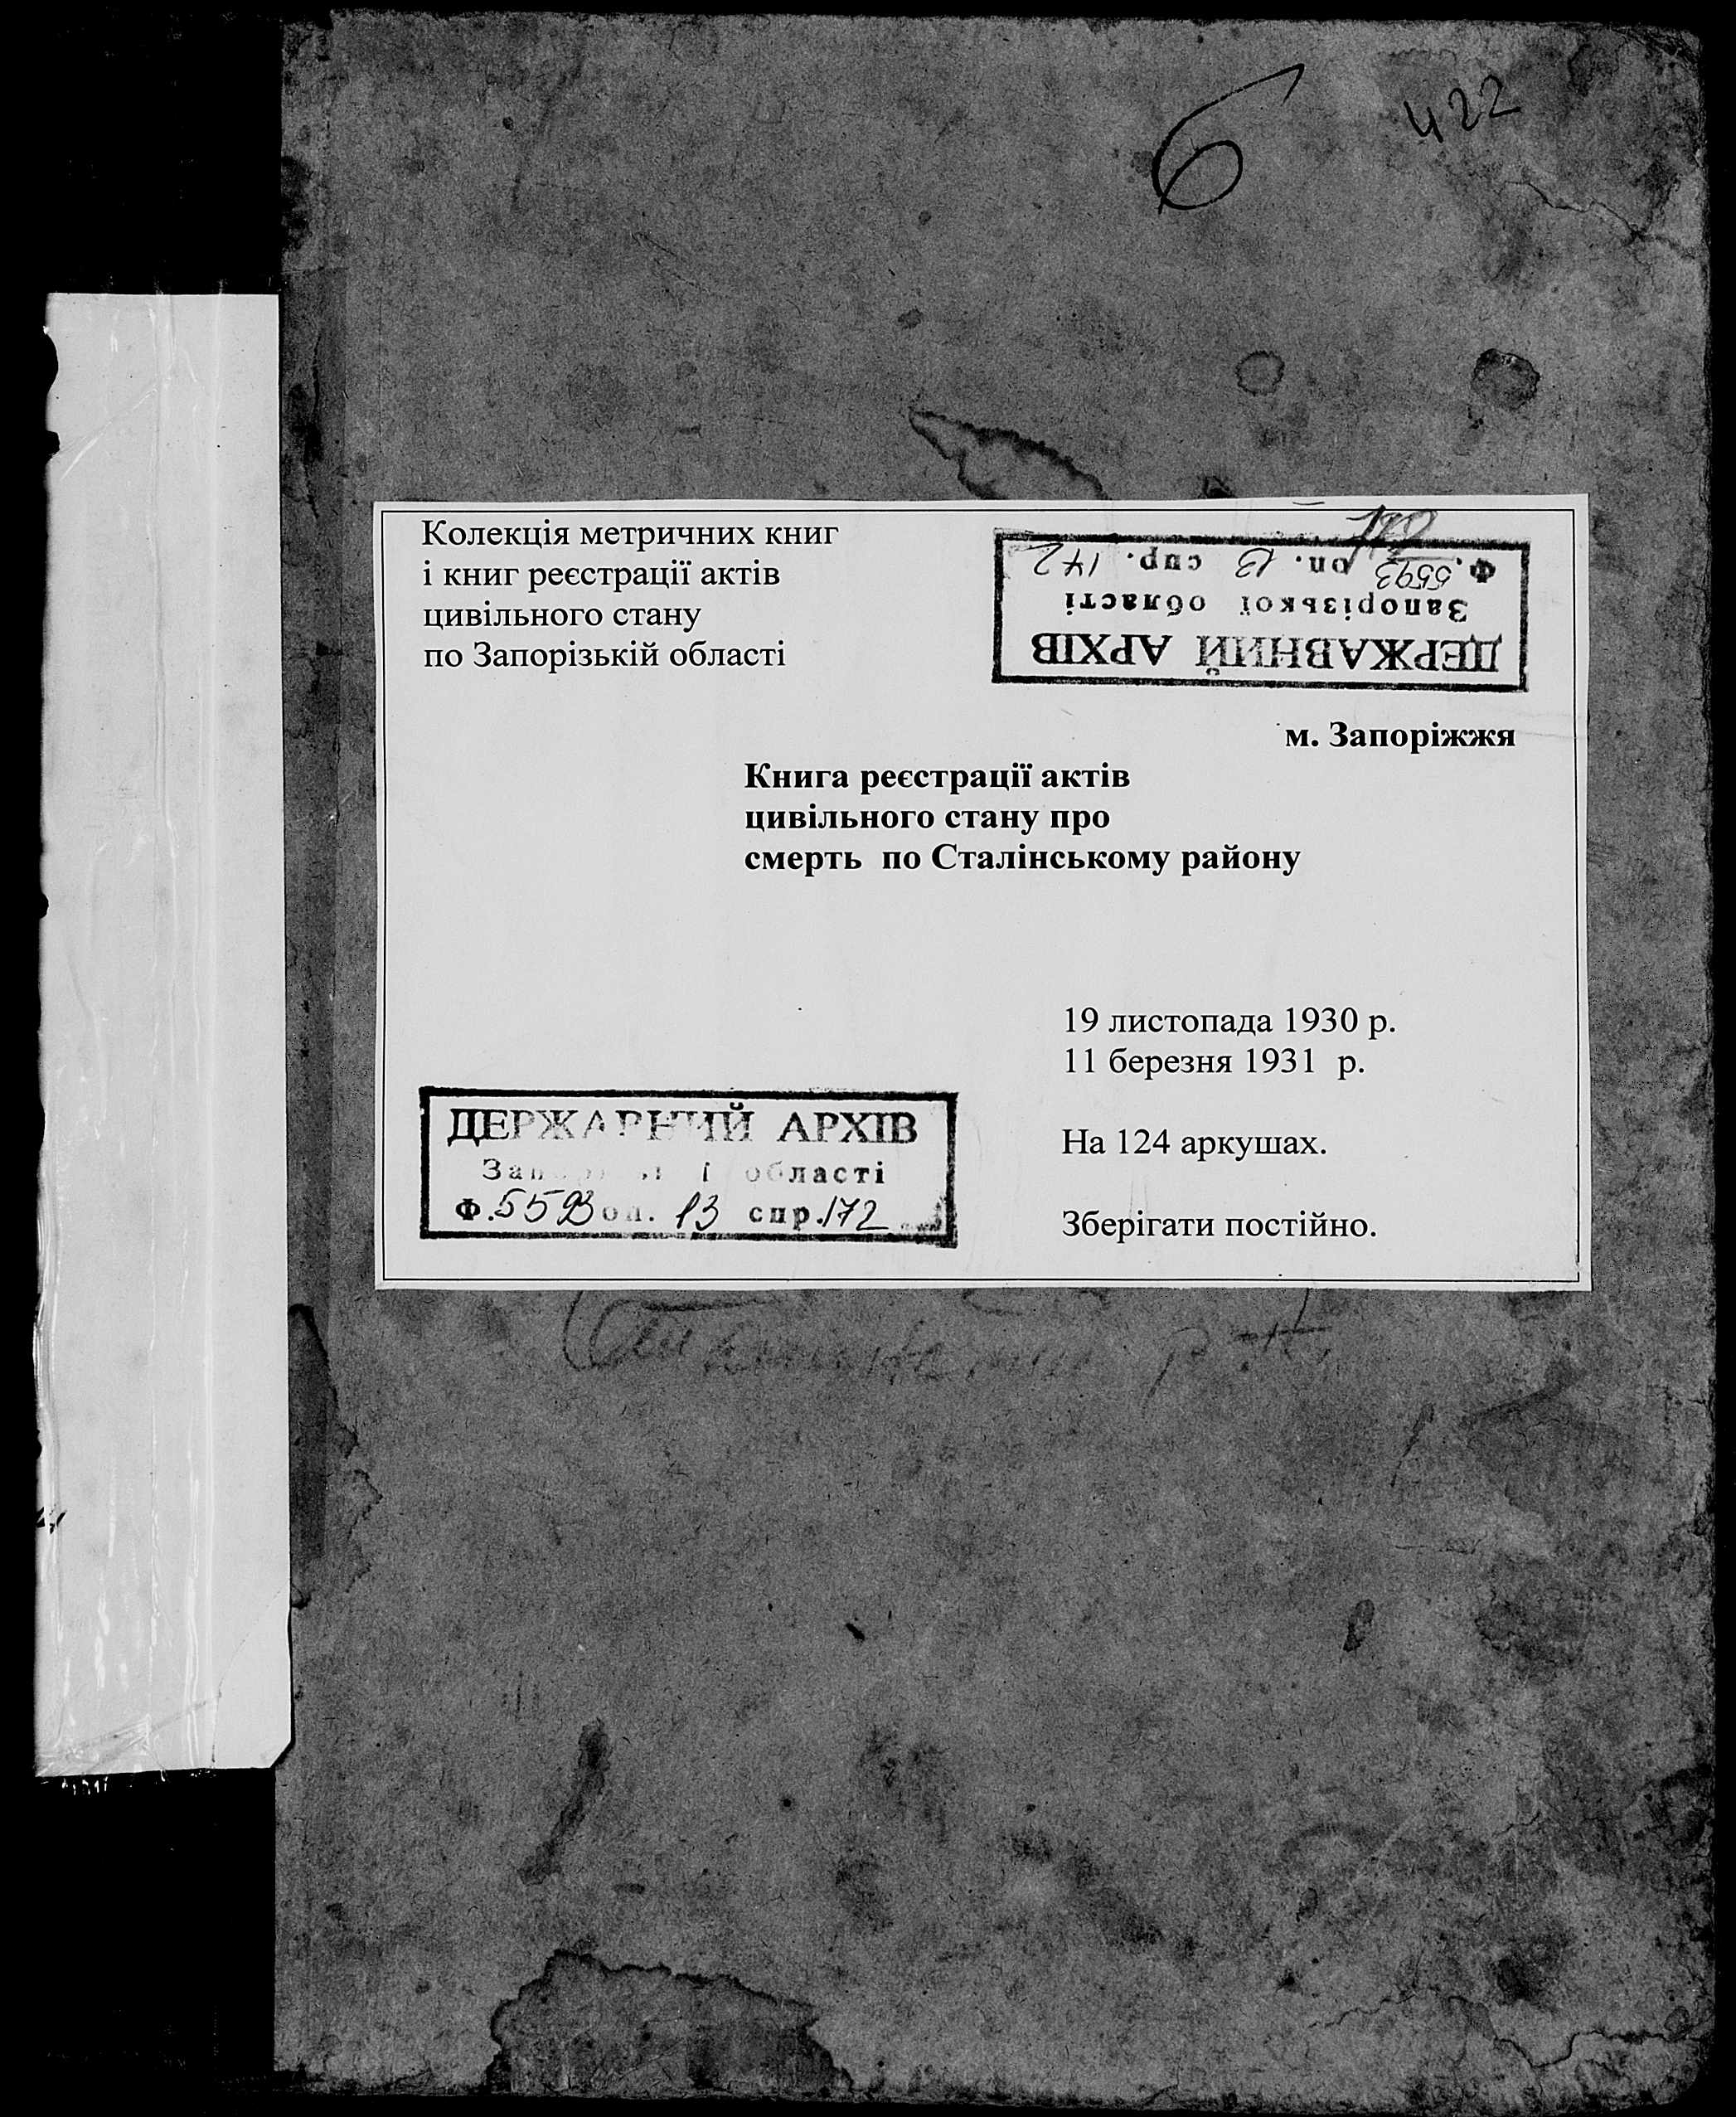 6
422
Колекція метричних книг
і книг реєстрації актів
цивільного стану
по Запорізькій області
ДЕРЖАВНИЙ АРХІВ
Запорізької області
Ф. 5593 оп. 13 спр. 172
м. Запоріжжя
Книга реєстрації актів
цивільного стану про
смерть по Сталінському району
19 листопада 1930 р.
11 березня 1931 р.
На 124 аркушах.
Зберігати постійно.
ДЕРЖАВНИЙ АРХІВ
області
Ф. 5593 оп. 13 спр. 172